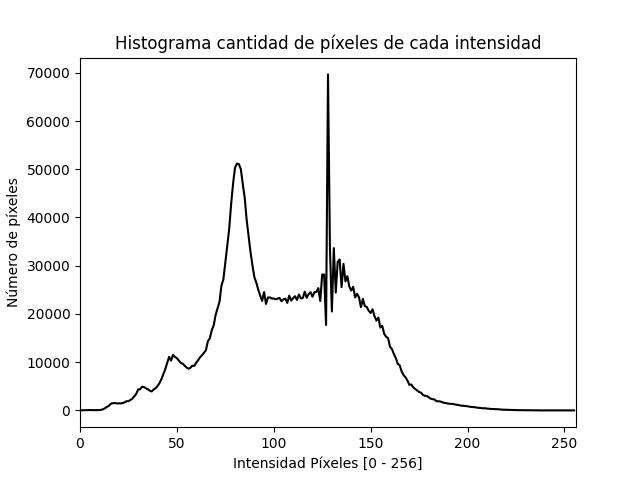 Histograma cantidad de píxeles de cada intensidad
Número de píxeles
70000
60000
50000
40000
30000
20000
10000
0
0 50 100 150 200 250
Intensidad Píxeles [0 - 256]